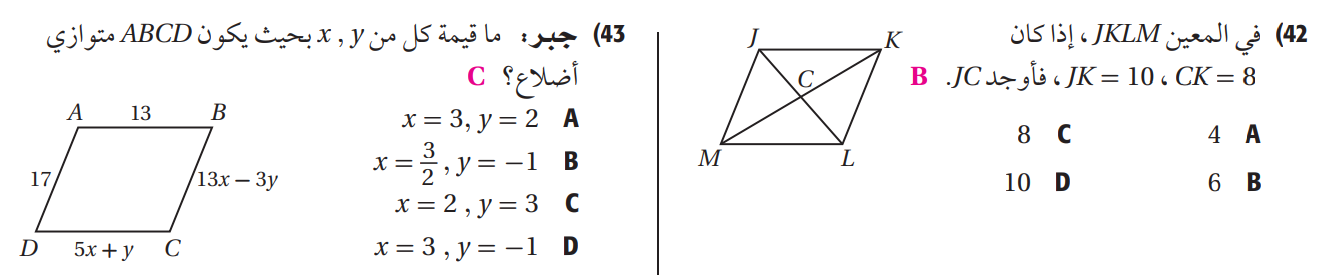 42) في المعين JKLM ، إذا كان
JK = 10 ، CK = 8 ، فأوجد JC. B
4 A
8 C
6 B
10 D
J
K
C
M
L
43) جبر: ما قيمة كل من x , y بحيث يكون ABCD متوازي
أضلاع؟ C
x = 3, y = 2 A
x = 3/2 , y = −1 B
x = 2 , y = 3 C
x = 3 , y = −1 D
A
13
B
17
13x − 3y
D
5x + y
C